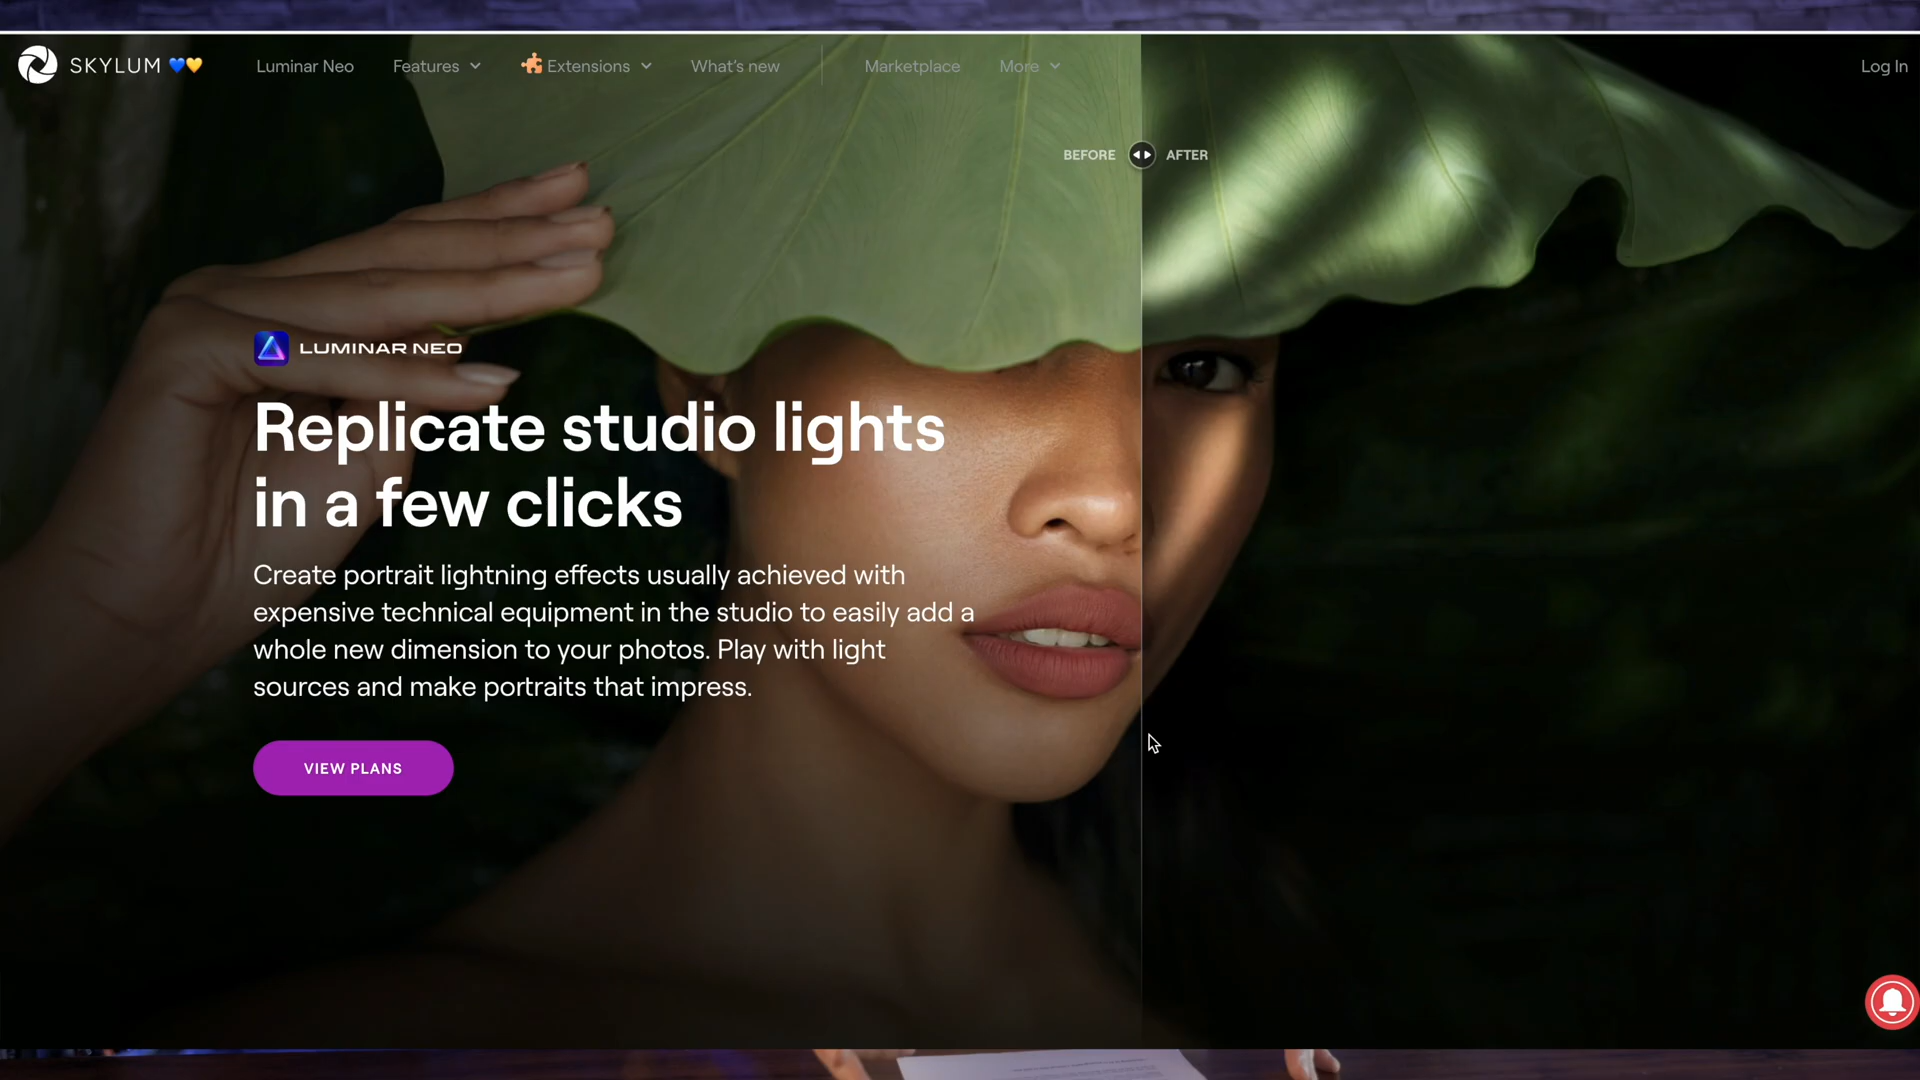 SKYLUM
Luminar Neo
Features
Extensions
What's new
Marketplace
More
Log In
BEFORE
AFTER
LUMINAR NEO
Replicate studio lights
in a few clicks
Create portrait lightning effects usually achieved with
expensive technical equipment in the studio to easily add a
whole new dimension to your photos. Play with light
sources and make portraits that impress.
VIEW PLANS